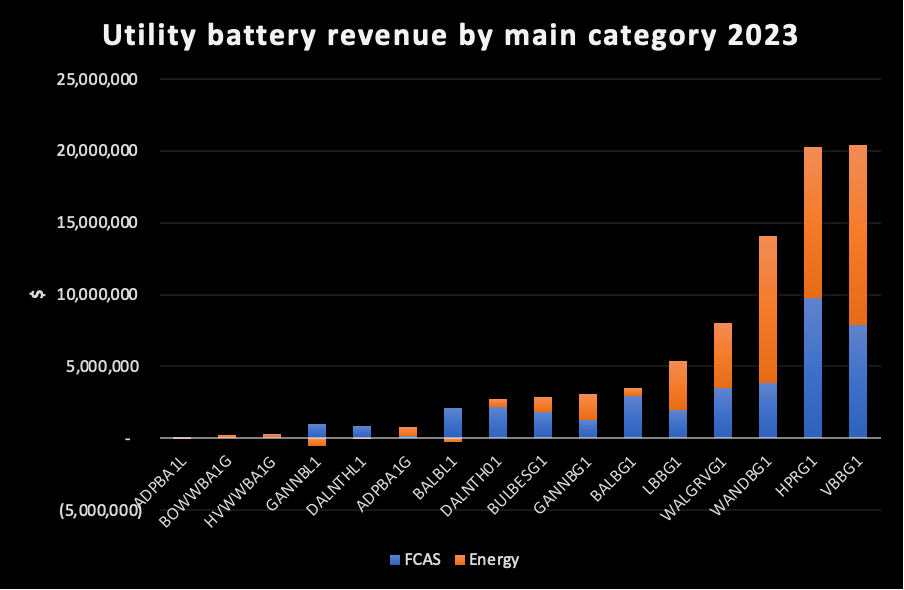 Utility battery revenue by main category 2023
25,000,000
20,000,000
15,000,000
10,000,000
5,000,000
-
(5,000,000)
$
ADPBA1L
BOWWBA1G
HVWWBA1G
GANNBL1
DALNTHL1
ADPBA1G
BALBL1
DALNTH01
BULBESG1
GANNBG1
BALBG1
LBBG1
WALGRVG1
WANDBG1
HPRG1
VBBG1
FCAS Energy